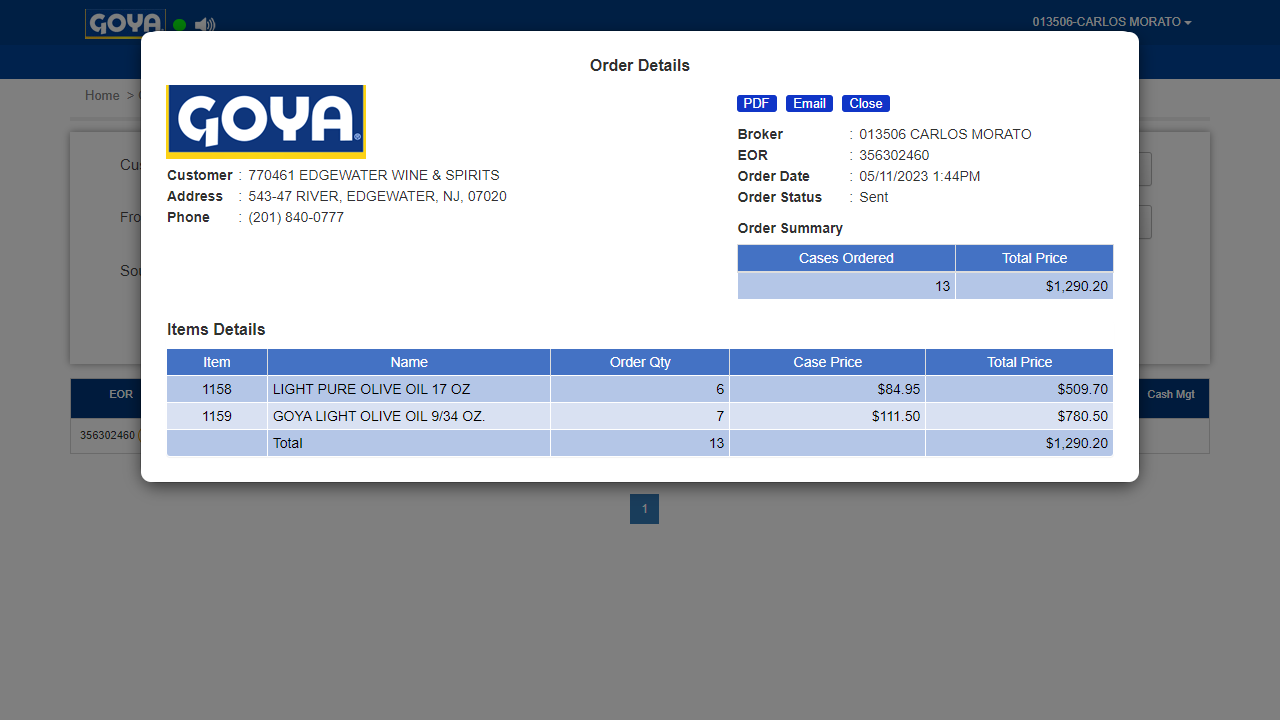 GOYA
013506-CARLOS MORATO
Home >
Order Details
GOYA®
PDF Email Close
Customer : 770461 EDGEWATER WINE & SPIRITS
Address : 543-47 RIVER, EDGEWATER, NJ, 07020
Phone : (201) 840-0777
Broker : 013506 CARLOS MORATO
EOR : 356302460
Order Date : 05/11/2023 1:44PM
Order Status : Sent
Order Summary
Cases Ordered Total Price
13 $1,290.20
Items Details
Item Name Order Qty Case Price Total Price
1158 LIGHT PURE OLIVE OIL 17 OZ 6 $84.95 $509.70
1159 GOYA LIGHT OLIVE OIL 9/34 OZ. 7 $111.50 $780.50
Total 13 $1,290.20
EOR Cash Mgt
356302460
1